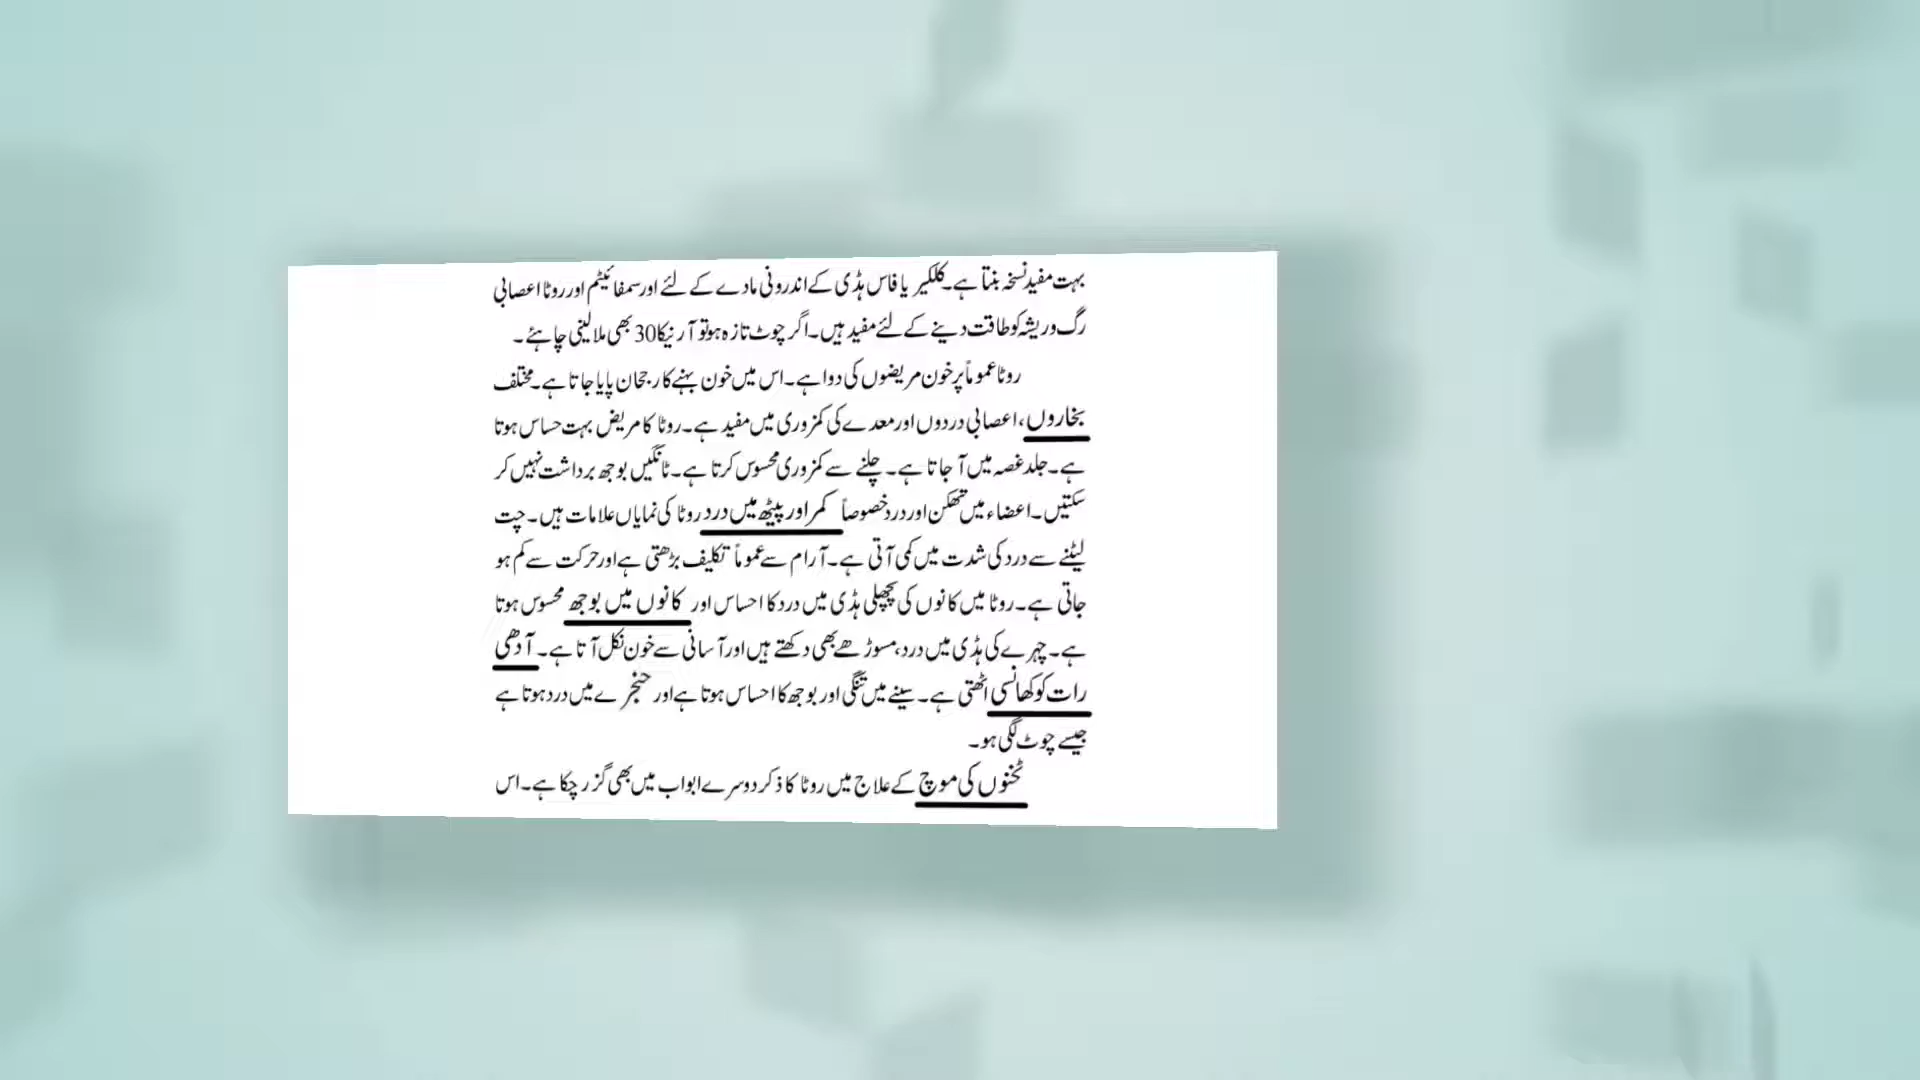 بہت مفید نسخہ بنتا ہے۔ کلکیر یا فاس ہڈی کے اندرونی مادے کے لئے اور سمفائیٹم اور روٹا اعصابی
رگ و ریشہ کو طاقت دینے کے لئے مفید ہیں۔ اگر چوٹ تازہ ہو تو آرنیکا 30 بھی ملا لینی چاہئے۔
روٹا عموماً پر خون مریضوں کی دوا ہے۔ اس میں خون بہنے کا رجحان پایا جاتا ہے۔ مختلف
بخاروں، اعصابی دردوں اور معدے کی کمزوری میں مفید ہے۔ روٹا کا مریض بہت حساس ہوتا
ہے۔ جلد غصہ میں آ جاتا ہے۔ چلنے سے کمزوری محسوس کرتا ہے۔ ٹانگیں بوجھ برداشت نہیں کر
سکتیں۔ اعضاء میں تھکن اور درد خصوصاً کمر اور پیٹھ میں درد روٹا کی نمایاں علامات ہیں۔ چت
لیٹنے سے درد کی شدت میں کمی آتی ہے۔ آرام سے عموماً تکلیف بڑھتی ہے اور حرکت سے کم ہو
جاتی ہے۔ روٹا میں کانوں کی پچھلی ہڈی میں درد کا احساس اور کانوں میں بوجھ محسوس ہوتا
ہے۔ چہرے کی ہڈی میں درد، مسوڑھے بھی دکھتے ہیں اور آسانی سے خون نکل آتا ہے۔ آدھی
رات کو کھانسی اٹھتی ہے۔ سینے میں تنگی اور بوجھ کا احساس ہوتا ہے اور حنجرے میں درد ہوتا ہے
جیسے چوٹ لگی ہو۔
ٹخنوں کی موچ کے علاج میں روٹا کا ذکر دوسرے ابواب میں بھی گزر چکا ہے۔ اس